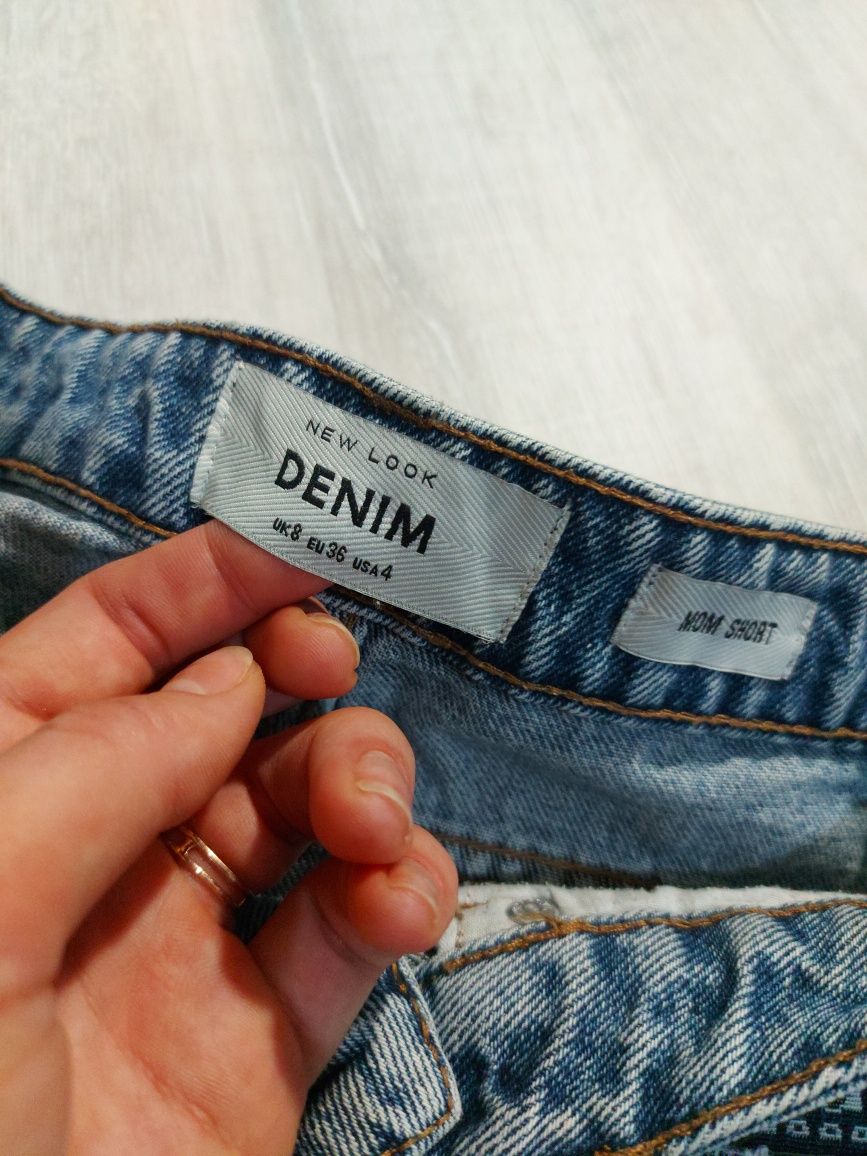 NEW LOOK
DENIM
UK8 EU36 USA4
MOM SHORT